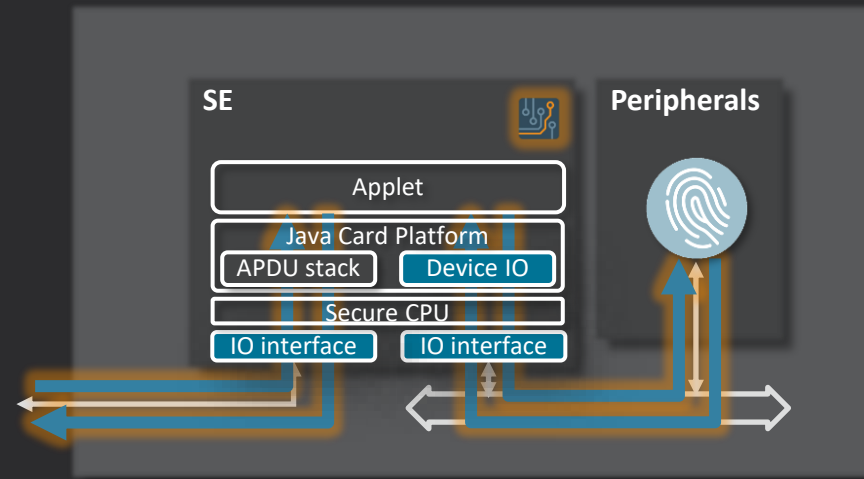 SE
Peripherals
Applet
Java Card Platform
APDU stack
Device IO
Secure CPU
IO interface
IO interface